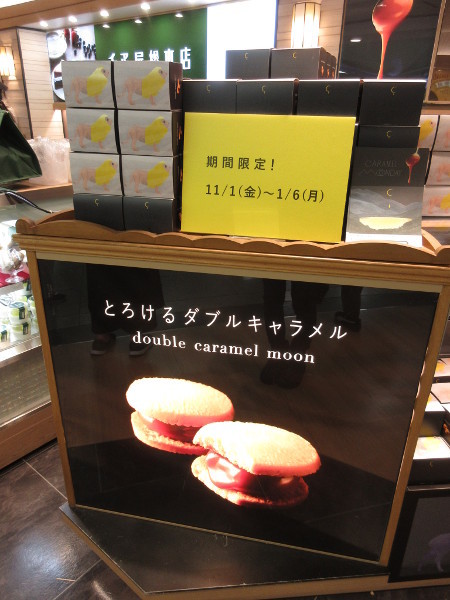 期間限定！
11/1(金)～1/6(月)
CARAMEL
とろけるダブルキャラメル
double caramel moon